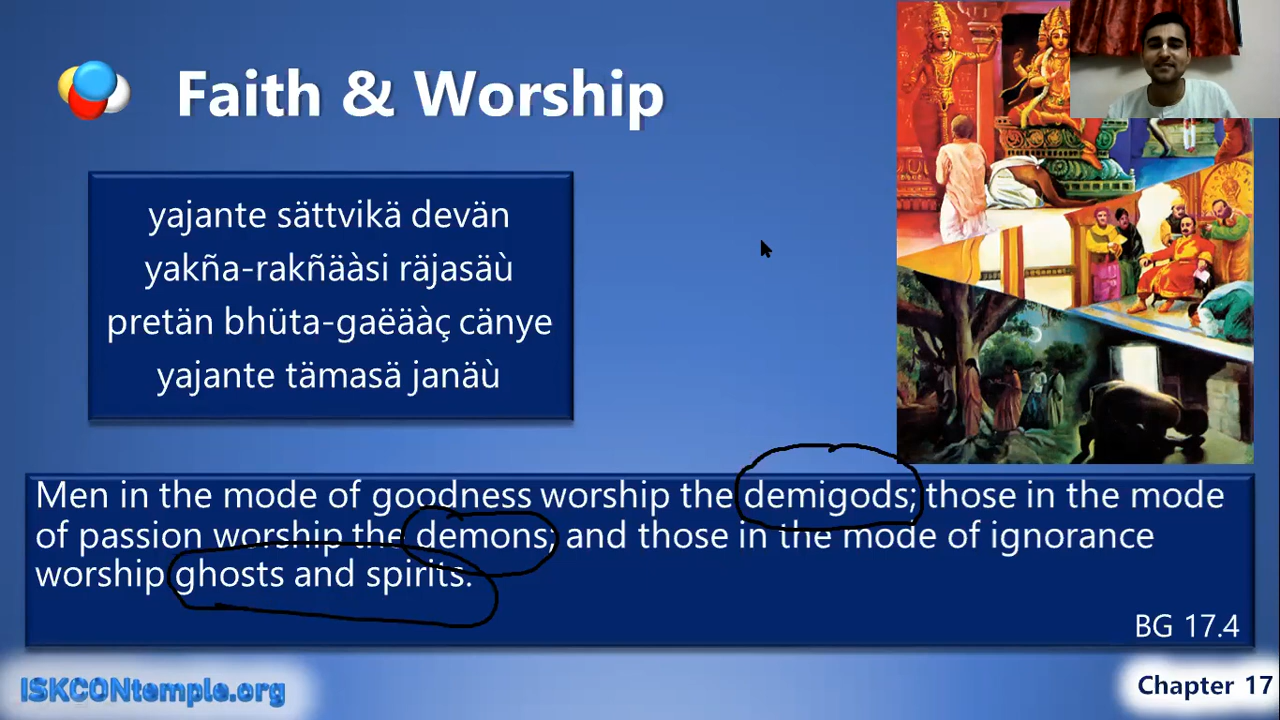 Faith & Worship
yajante sättvikä devän
yakña-rakñäàsi räjasäù
pretän bhüta-gaëäàç cänye
yajante tämasä janäù
Men in the mode of goodness worship the demigods; those in the mode
of passion worship the demons; and those in the mode of ignorance
worship ghosts and spirits.
BG 17.4
ISKCONtemple.org
Chapter 17